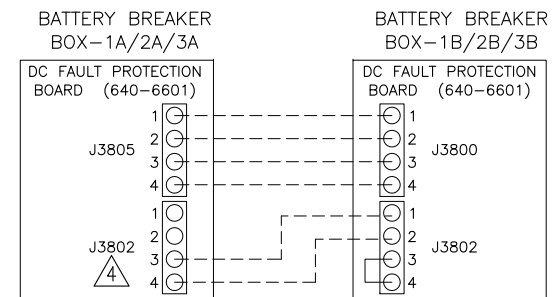 BATTERY BREAKER
BOX-1A/2A/3A
DC FAULT PROTECTION
BOARD (640-6601)
1
2
J3805
3
4
1
2
J3802
3
4
4
BATTERY BREAKER
BOX-1B/2B/3B
DC FAULT PROTECTION
BOARD (640-6601)
1
2
J3800
3
4
1
2
J3802
3
4